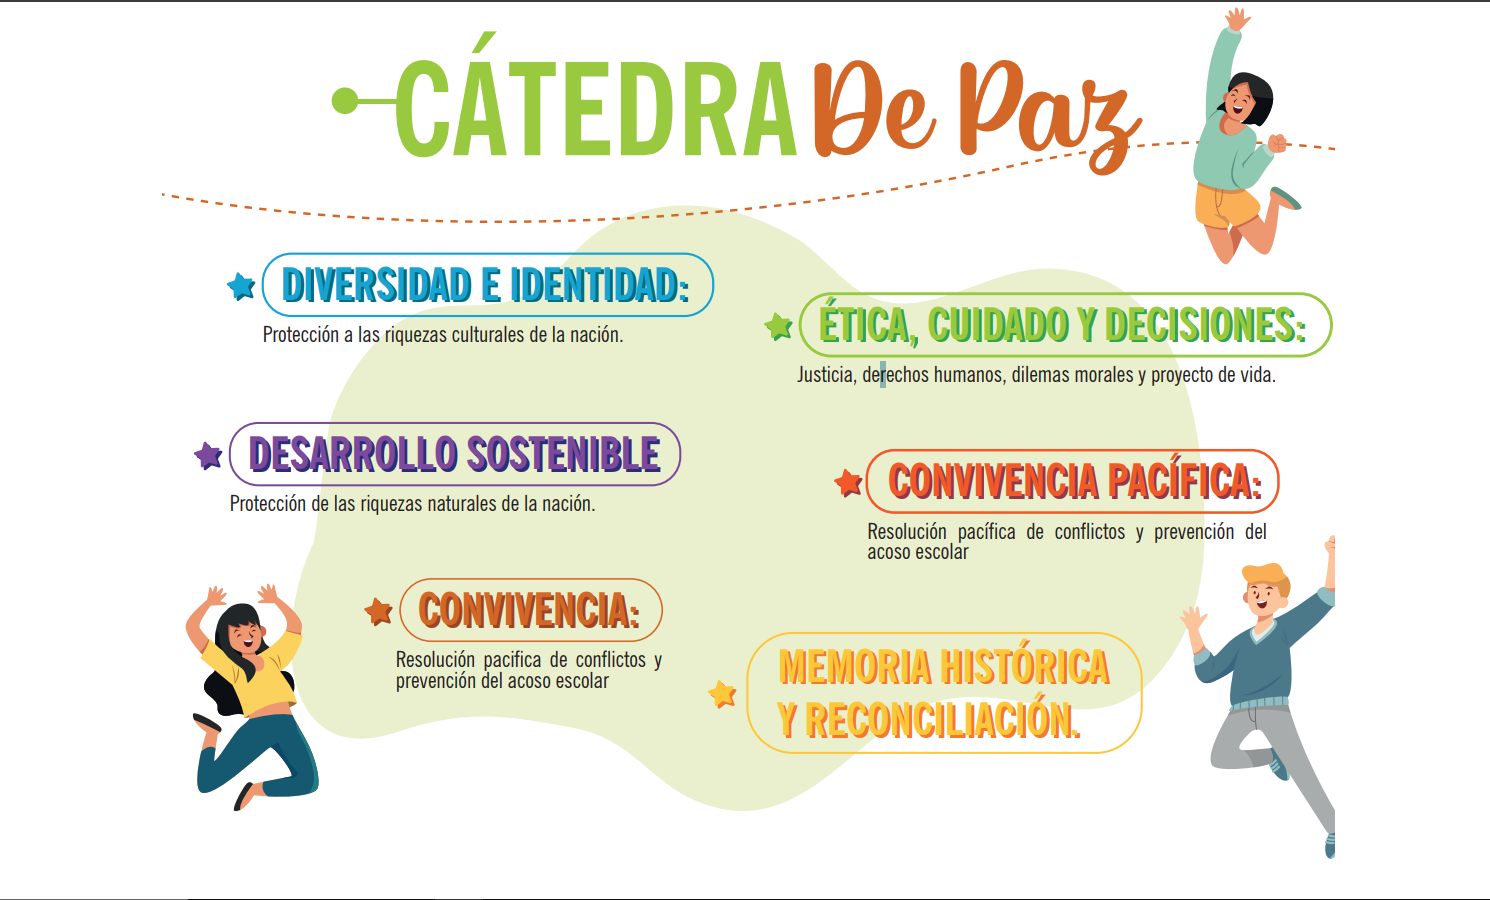 CÁTEDRA De Paz
DIVERSIDAD E IDENTIDAD:
Protección a las riquezas culturales de la nación.
ÉTICA, CUIDADO Y DECISIONES:
Justicia, derechos humanos, dilemas morales y proyecto de vida.
DESARROLLO SOSTENIBLE
Protección de las riquezas naturales de la nación.
CONVIVENCIA PACÍFICA:
Resolución pacífica de conflictos y prevención del
acoso escolar
CONVIVENCIA:
Resolución pacifica de conflictos y
prevención del acoso escolar
MEMORIA HISTÓRICA
Y RECONCILIACIÓN.